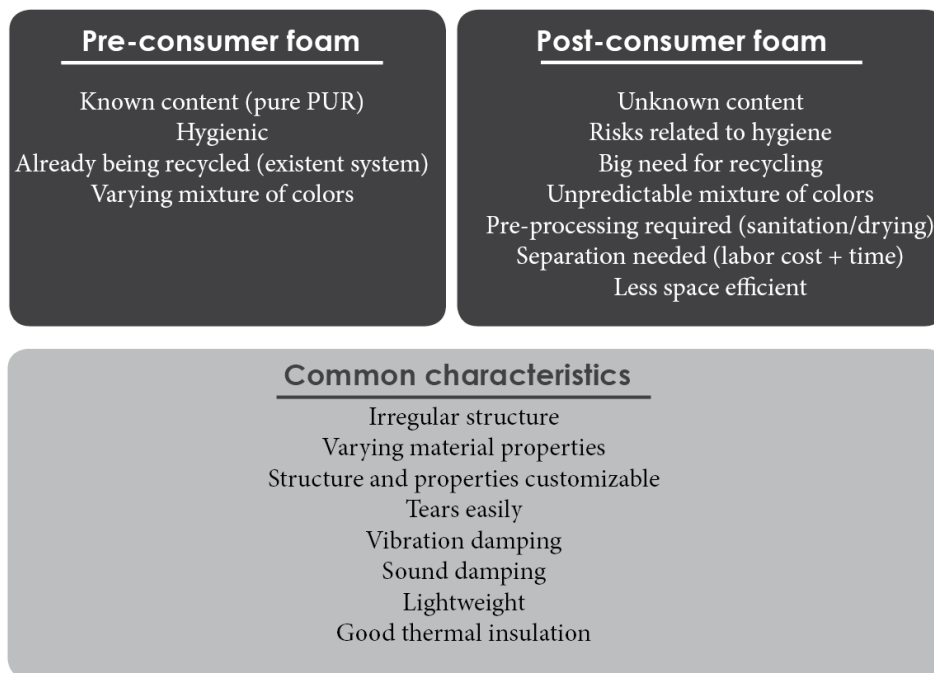 Pre-consumer foam
Known content (pure PUR)
Hygienic
Already being recycled (existent system)
Varying mixture of colors
Post-consumer foam
Unknown content
Risks related to hygiene
Big need for recycling
Unpredictable mixture of colors
Pre-processing required (sanitation/drying)
Separation needed (labor cost + time)
Less space efficient
Common characteristics
Irregular structure
Varying material properties
Structure and properties customizable
Tears easily
Vibration damping
Sound damping
Lightweight
Good thermal insulation